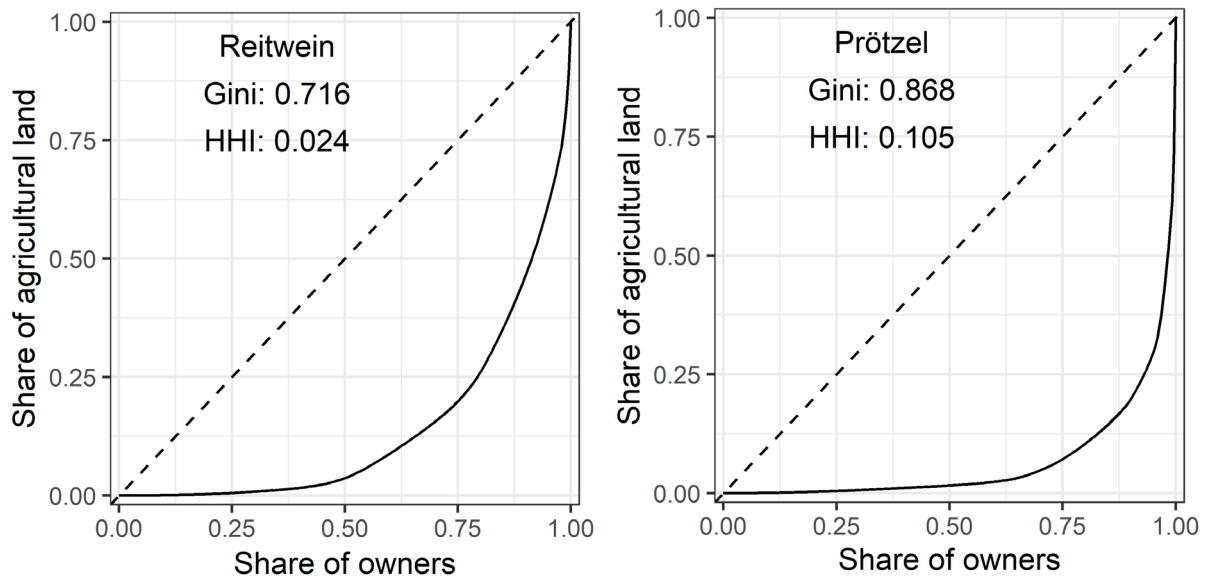 Reitwein
Gini: 0.716
HHI: 0.024
1.00
0.75
0.50
0.25
0.00
Share of agricultural land
0.00 0.25 0.50 0.75 1.00
Share of owners
Prötzel
Gini: 0.868
HHI: 0.105
1.00
0.75
0.50
0.25
0.00
Share of agricultural land
0.00 0.25 0.50 0.75 1.00
Share of owners